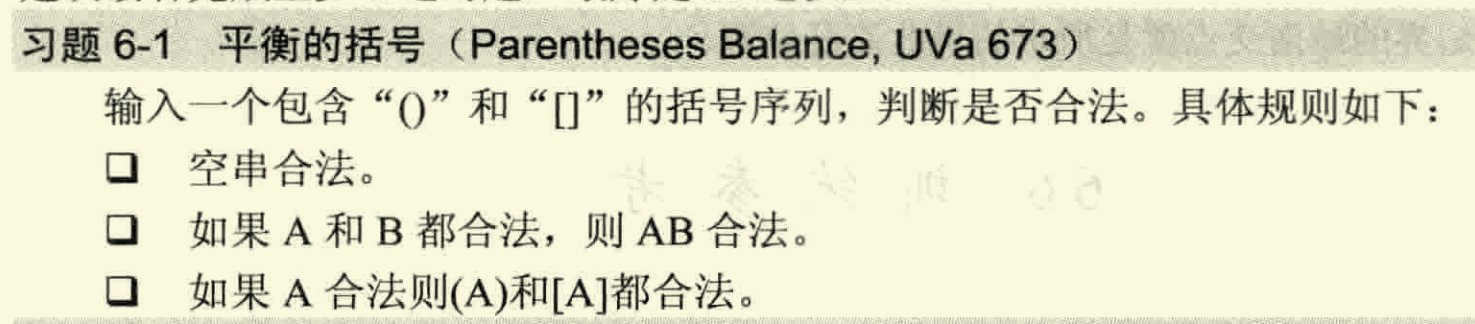 习题 6-1 平衡的括号（Parentheses Balance, UVa 673）
输入一个包含“()”和“[]”的括号序列，判断是否合法。具体规则如下：
❑ 空串合法。
❑ 如果 A 和 B 都合法，则 AB 合法。
❑ 如果 A 合法则(A)和[A]都合法。